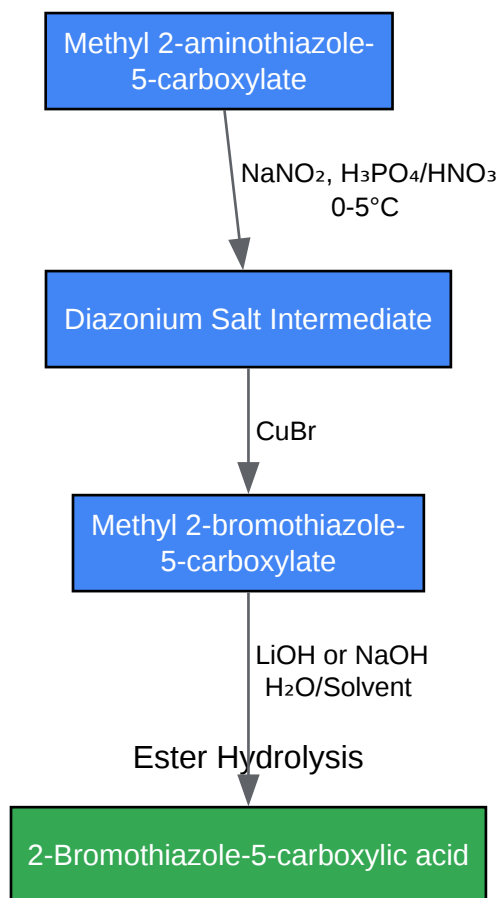 Methyl 2-aminothiazole-
5-carboxylate
NaNO₂, H₃PO₄/HNO₃
0-5°C
Diazonium Salt Intermediate
CuBr
Methyl 2-bromothiazole-
5-carboxylate
LiOH or NaOH
H₂O/Solvent
Ester Hydrolysis
2-Bromothiazole-5-carboxylic acid